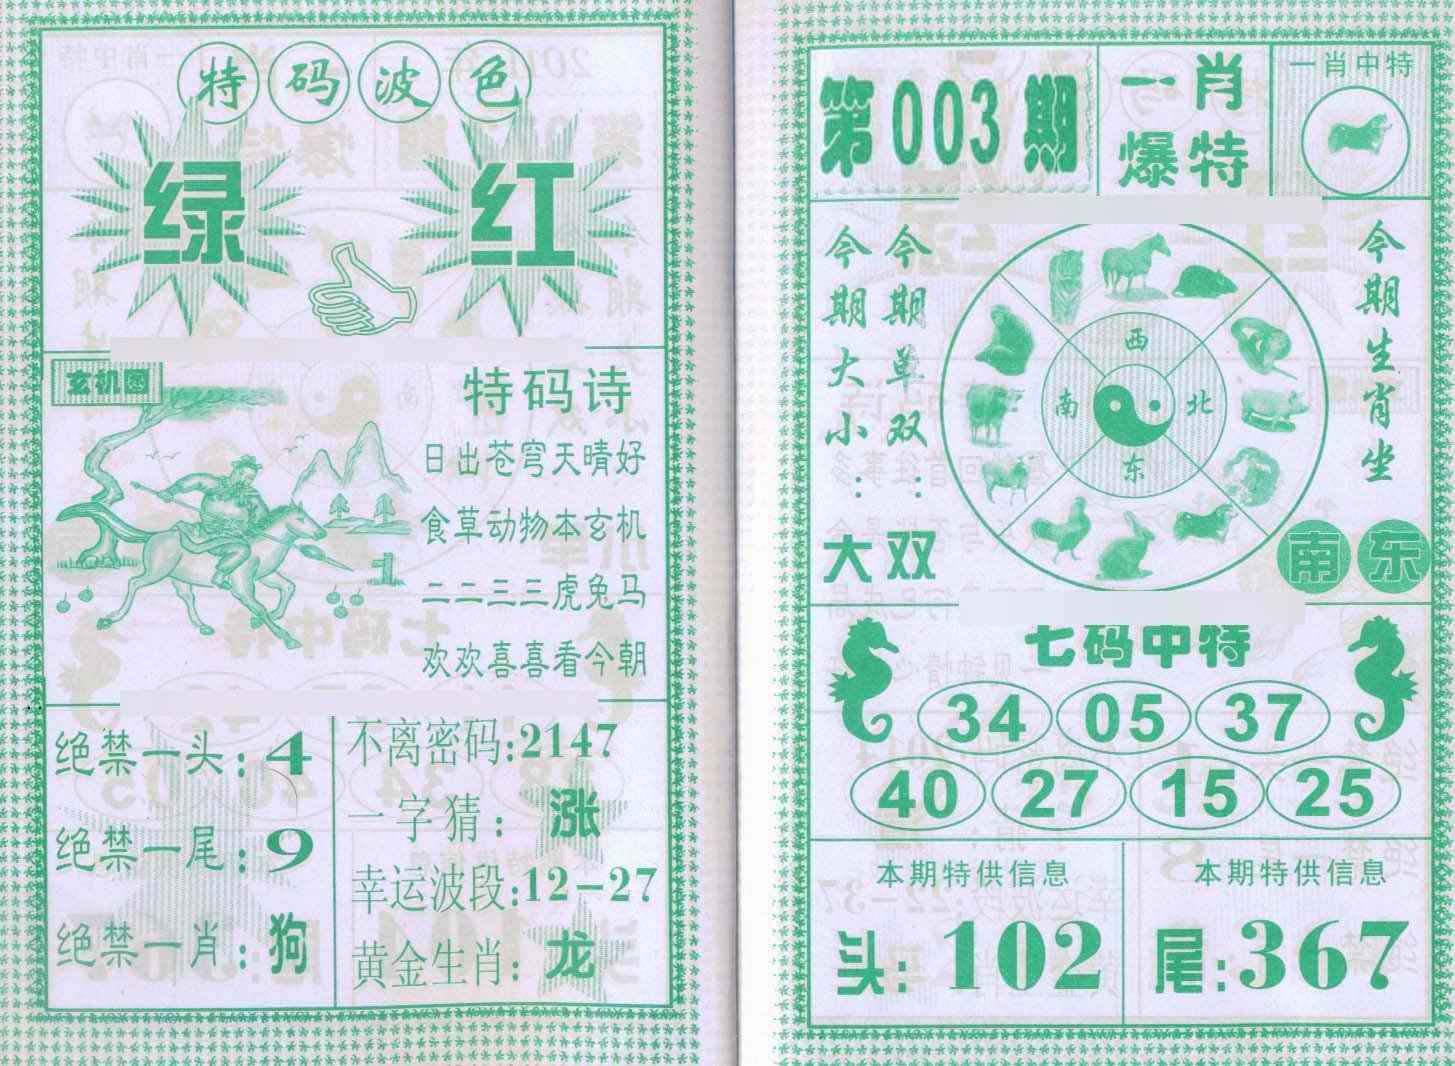 特码波色
绿 红
玄机图
特码诗
日出苍穹天晴好
食草动物本玄机
二二三三虎兔马
欢欢喜喜看今朝
绝禁一头:4
绝禁一尾:9
绝禁一肖:狗
不离密码:2147
一字猜:涨
幸运波段:12-27
黄金生肖:龙
第003期
一肖
爆特
一肖中特
今期大小:大
今期单双:双
西
南 北
东
今期生肖坐
南 东
七码中特
34 05 37
40 27 15 25
本期特供信息
头:102
本期特供信息
尾:367